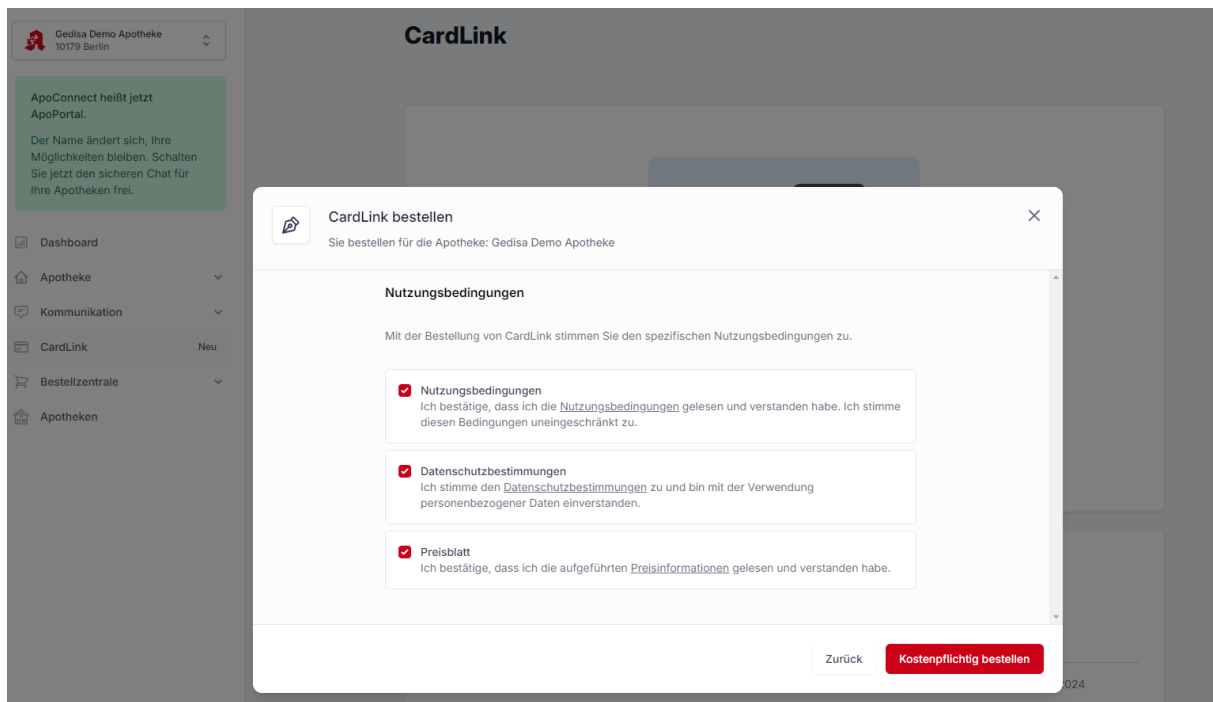 Gedisa Demo Apotheke
10179 Berlin
ApoConnect heißt jetzt
ApoPortal.
Der Name ändert sich, Ihre
Möglichkeiten bleiben. Schalten
Sie jetzt den sicheren Chat für
Ihre Apotheken frei.
Dashboard
Apotheke
Kommunikation
CardLink Neu
Bestellzentrale
Apotheken
CardLink
CardLink bestellen
Sie bestellen für die Apotheke: Gedisa Demo Apotheke
Nutzungsbedingungen
Mit der Bestellung von CardLink stimmen Sie den spezifischen Nutzungsbedingungen zu.
Nutzungsbedingungen
Ich bestätige, dass ich die Nutzungsbedingungen gelesen und verstanden habe. Ich stimme
diesen Bedingungen uneingeschränkt zu.
Datenschutzbestimmungen
Ich stimme den Datenschutzbestimmungen zu und bin mit der Verwendung
personenbezogener Daten einverstanden.
Preisblatt
Ich bestätige, dass ich die aufgeführten Preisinformationen gelesen und verstanden habe.
Zurück Kostenpflichtig bestellen
024